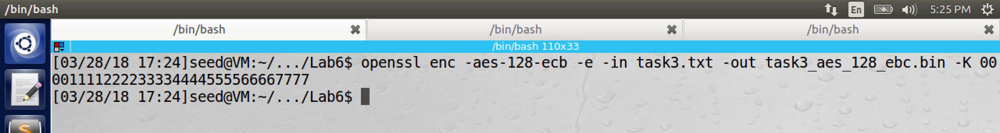 /bin/bash En 5:25 PM
/bin/bash /bin/bash /bin/bash
/bin/bash 110x33
[03/28/18 17:24]seed@VM:~/.../Lab6$ openssl enc -aes-128-ecb -e -in task3.txt -out task3_aes_128_ebc.bin -K 00
001111222233334444555566667777
[03/28/18 17:24]seed@VM:~/.../Lab6$
S